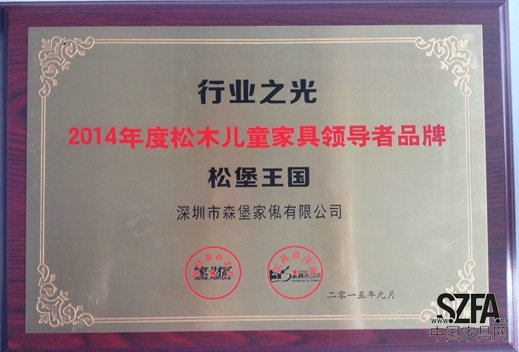 行业之光
2014年度松木儿童家具领导者品牌
松堡王国
深圳市森堡家俬有限公司
二零一五年元月
SZFA
中国家具网